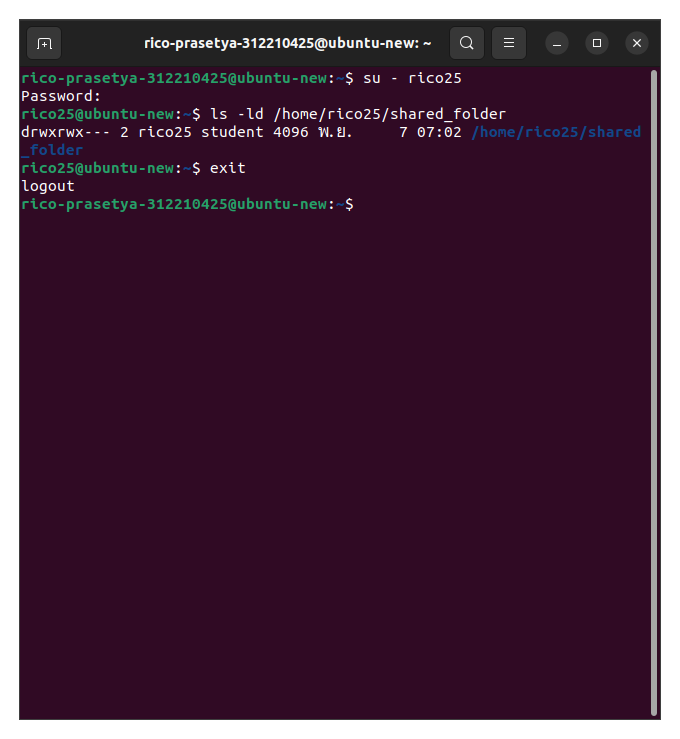 rico-prasetya-312210425@ubuntu-new: ~
rico-prasetya-312210425@ubuntu-new:~$ su - rico25
Password:
rico25@ubuntu-new:~$ ls -ld /home/rico25/shared_folder
drwxrwx--- 2 rico25 student 4096 พ.ย.     7 07:02 /home/rico25/shared
_folder
rico25@ubuntu-new:~$ exit
logout
rico-prasetya-312210425@ubuntu-new:~$